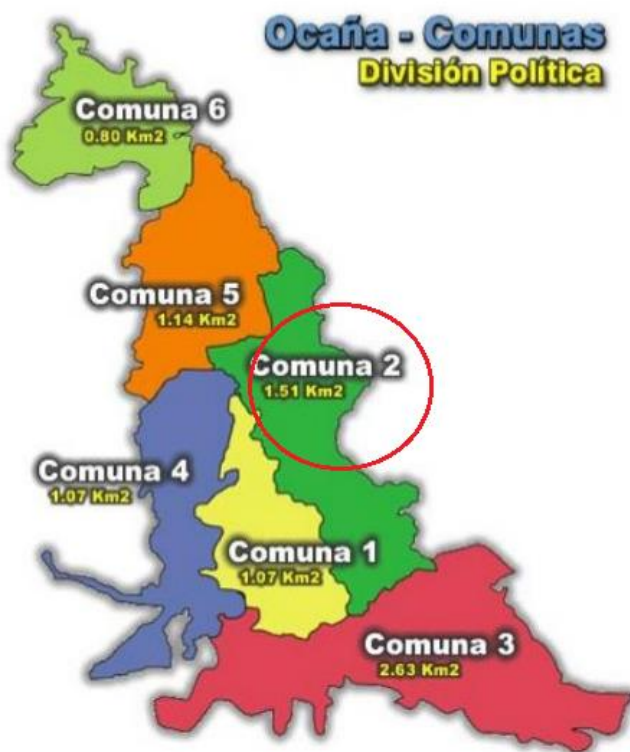 Ocaña - Comunas
División Política
Comuna 6
0.80 Km2
Comuna 5
1.14 Km2
Comuna 2
1.51 Km2
Comuna 4
1.07 Km2
Comuna 1
1.07 Km2
Comuna 3
2.63 Km2